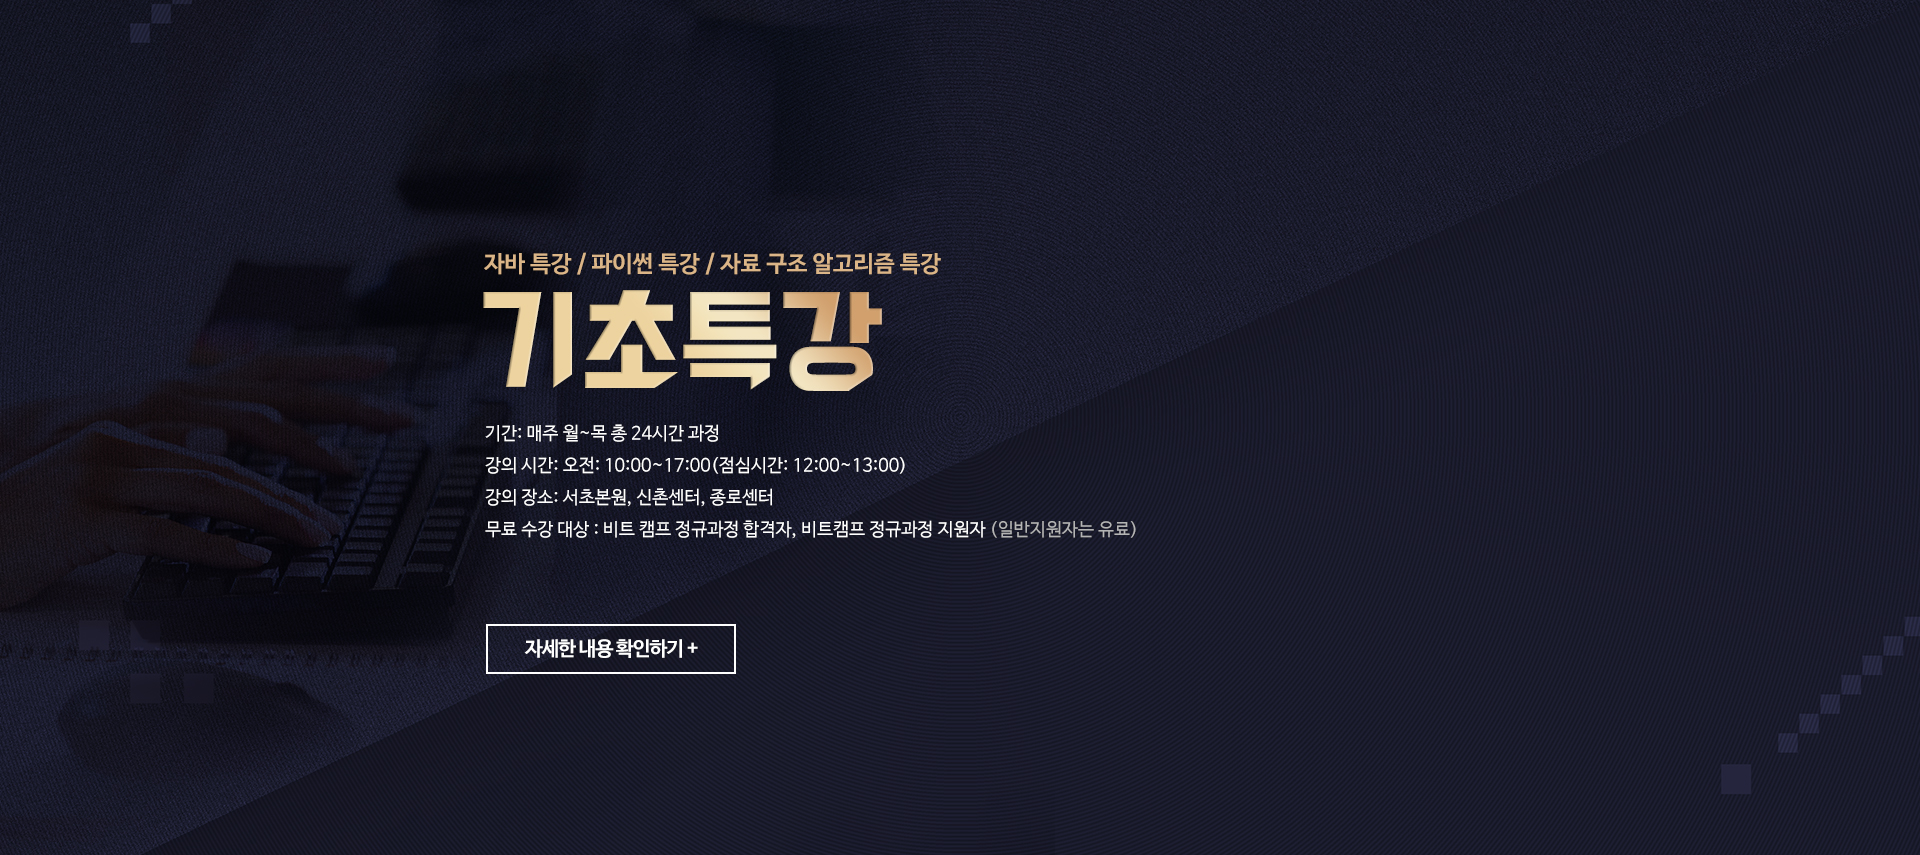 자바 특강 / 파이썬 특강 / 자료 구조 알고리즘 특강
기초특강
기간: 매주 월~목 총 24시간 과정
강의 시간: 오전: 10:00~17:00(점심시간: 12:00~13:00)
강의 장소: 서초본원, 신촌센터, 종로센터
무료 수강 대상 : 비트 캠프 정규과정 합격자, 비트캠프 정규과정 지원자 (일반지원자는 유료)
자세한 내용 확인하기 +